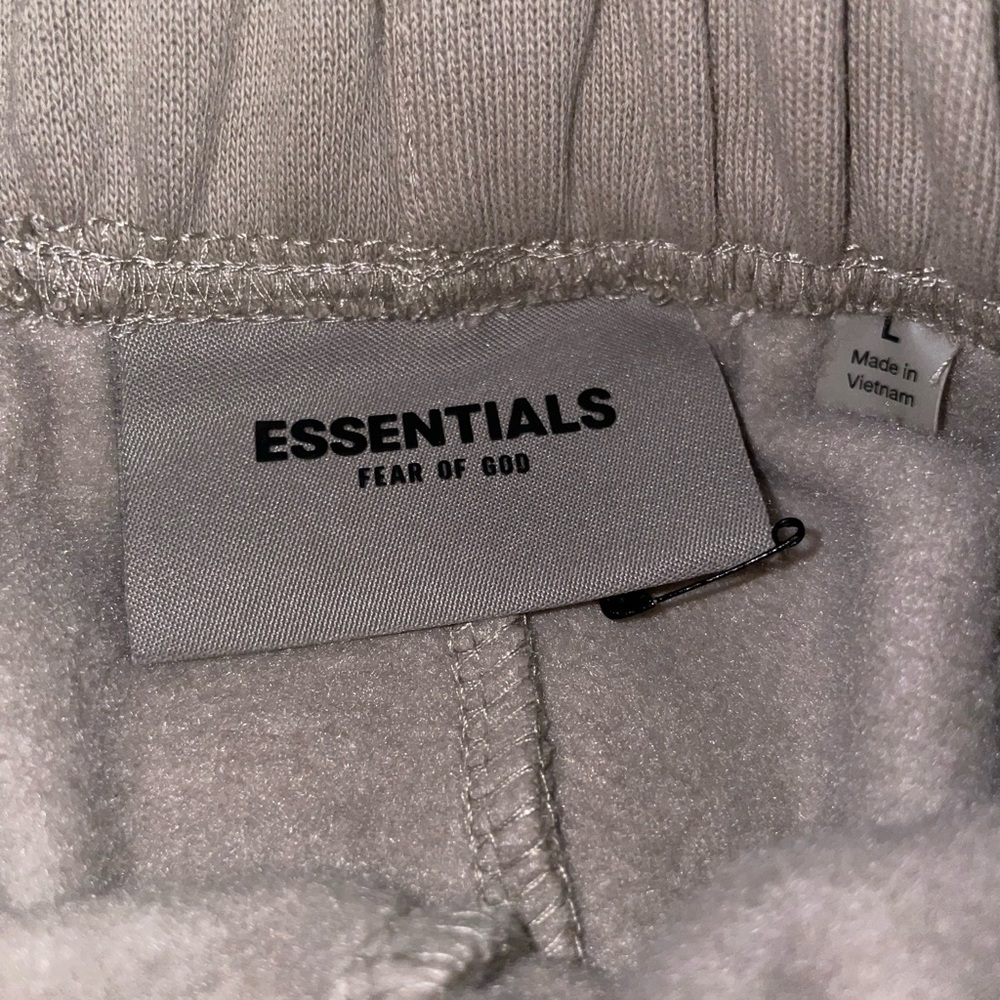 ESSENTIALS
FEAR OF GOD
L
Made in
Vietnam